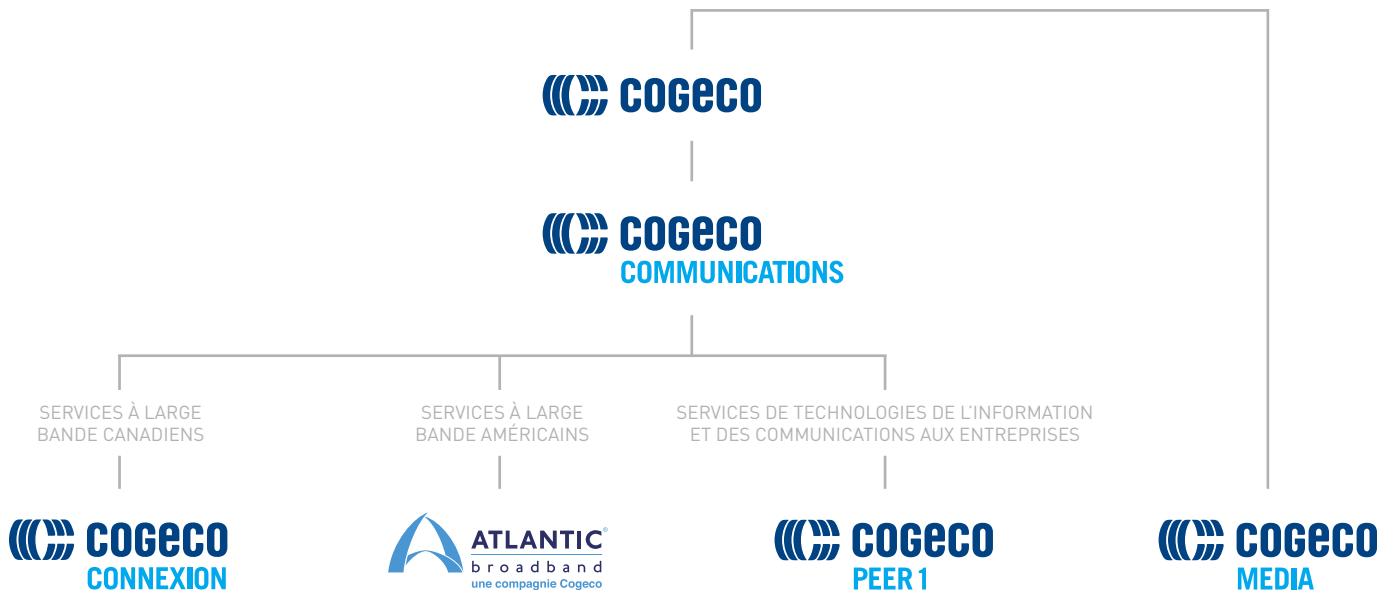 cogeco
cogeco
COMMUNICATIONS
SERVICES À LARGE
BANDE CANADIENS
SERVICES À LARGE
BANDE AMÉRICAINS
SERVICES DE TECHNOLOGIES DE L'INFORMATION
ET DES COMMUNICATIONS AUX ENTREPRISES
cogeco
CONNEXION
ATLANTIC®
broadband
une compagnie Cogeco
cogeco
PEER 1
cogeco
MEDIA